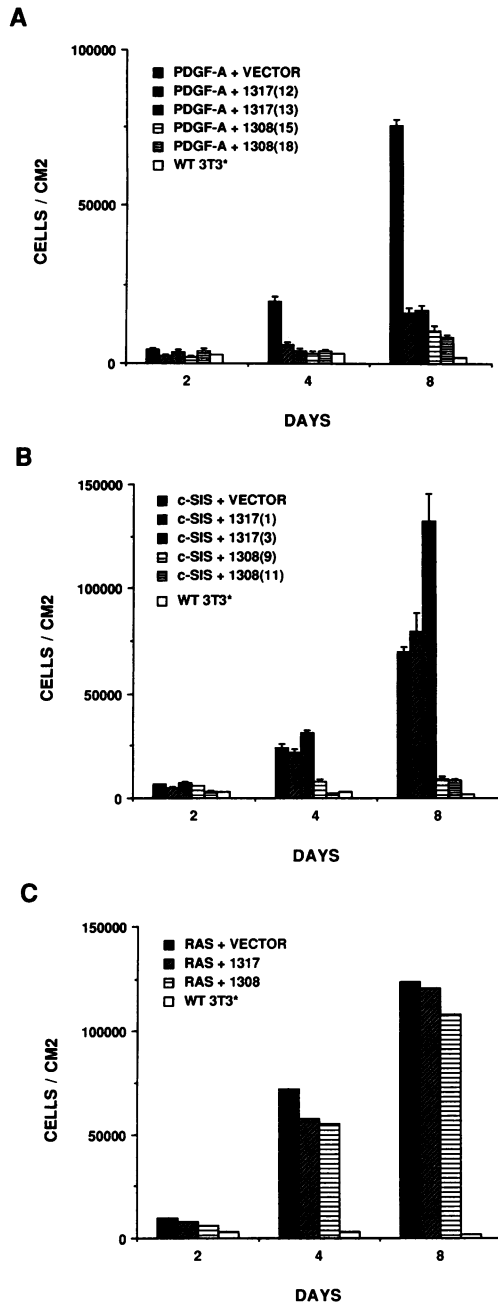 A
100000
50000
0
CELLS / CM2
PDGF-A + VECTOR
PDGF-A + 1317(12)
PDGF-A + 1317(13)
PDGF-A + 1308(15)
PDGF-A + 1308(18)
WT 3T3*
2 4 8
DAYS
B
150000
100000
50000
0
CELLS / CM2
c-SIS + VECTOR
c-SIS + 1317(1)
c-SIS + 1317(3)
c-SIS + 1308(9)
c-SIS + 1308(11)
WT 3T3*
2 4 8
DAYS
C
150000
100000
50000
0
CELLS / CM2
RAS + VECTOR
RAS + 1317
RAS + 1308
WT 3T3*
2 4 8
DAYS